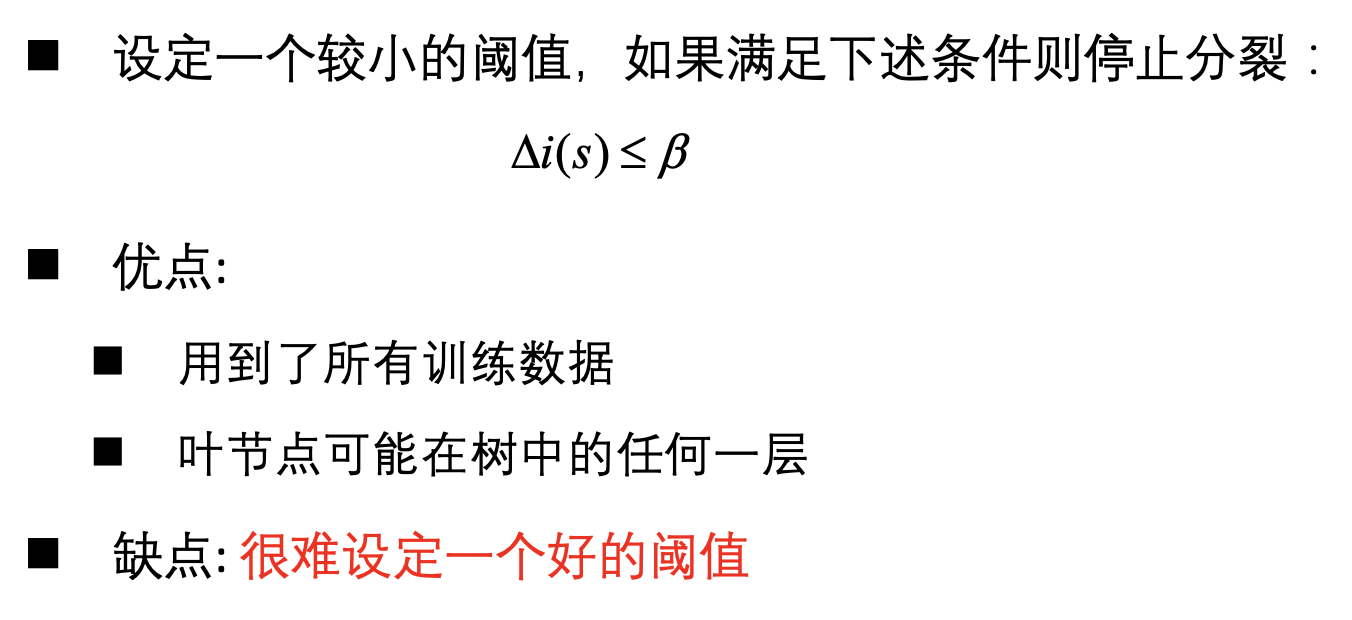 ■ 设定一个较小的阈值，如果满足下述条件则停止分裂：
Δi(s) ≤ β
■ 优点:
■ 用到了所有训练数据
■ 叶节点可能在树中的任何一层
■ 缺点: 很难设定一个好的阈值